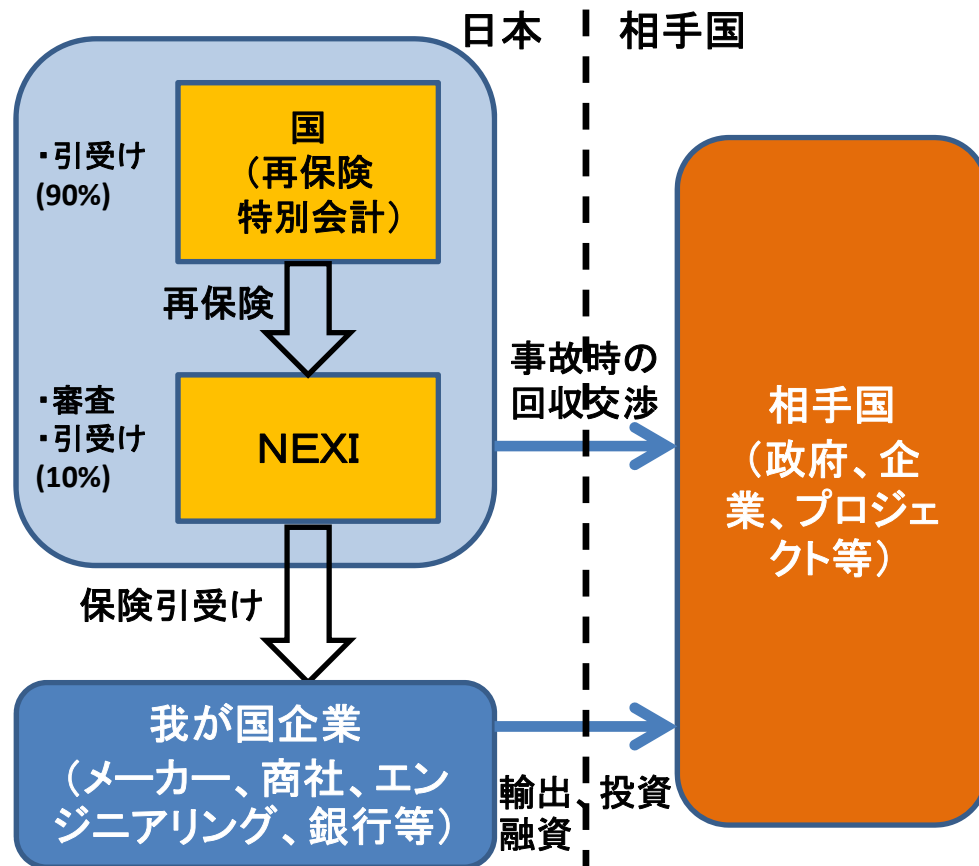 日本
相手国
国
（再保険
特別会計）
・引受け
(90%)
再保険
・審査
・引受け
(10%)
NEXI
事故時の
回収交渉
相手国
（政府、企
業、プロジェ
クト等）
保険引受け
我が国企業
（メーカー、商社、エン
ジニアリング、銀行等）
輸出、投資
融資